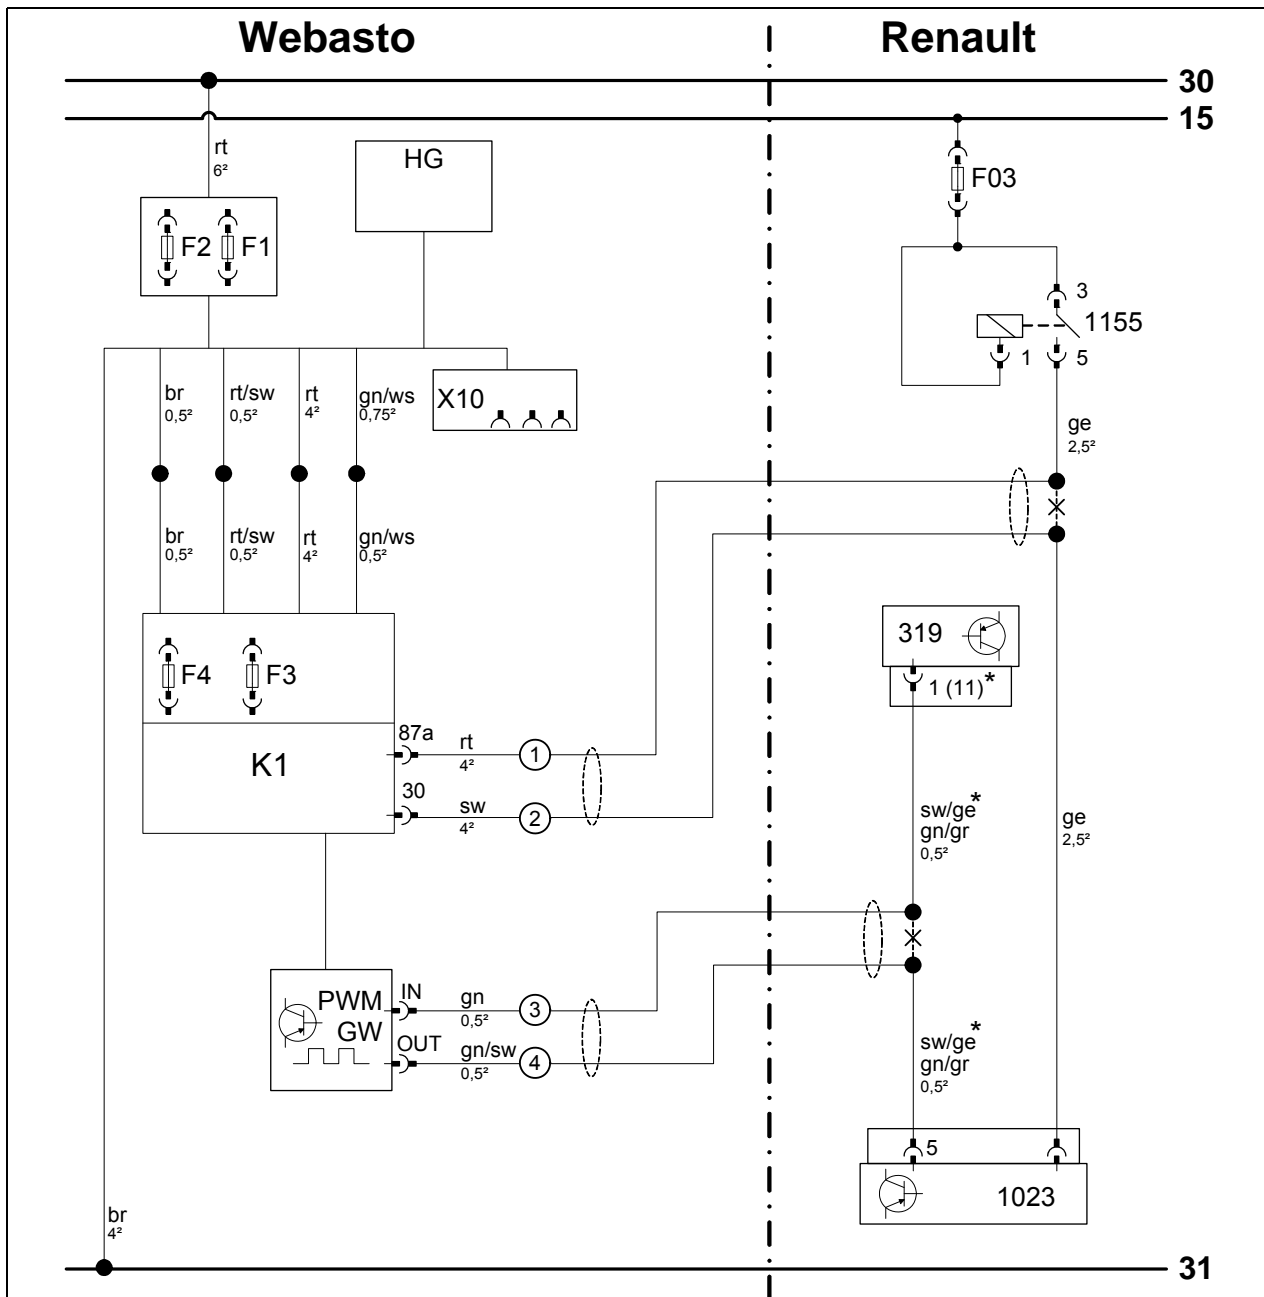 Webasto
Renault
30
15
rt
6²
HG
F03
F2
F1
3
1155
1
5
X10
br
0,5²
rt/sw
0,5²
rt
4²
gn/ws
0,75²
ge
2,5²
br
0,5²
rt/sw
0,5²
rt
4²
gn/ws
0,5²
319
1 (11)*
F4
F3
87a
rt
4²
1
K1
30
sw
4²
2
sw/ge*
gn/gr
0,5²
ge
2,5²
PWM
GW
IN
gn
0,5²
3
OUT
gn/sw
0,5²
4
sw/ge*
gn/gr
0,5²
5
1023
br
4²
31